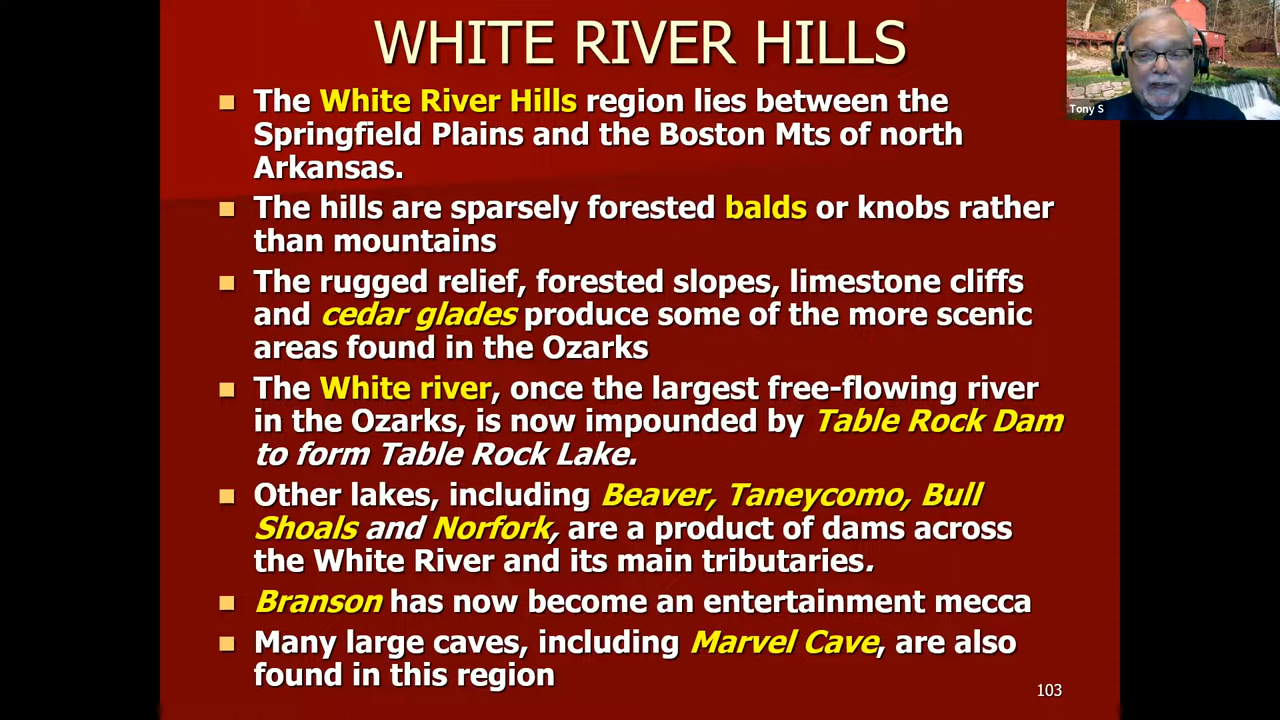 WHITE RIVER HILLS
Tony S
The White River Hills region lies between the
Springfield Plains and the Boston Mts of north
Arkansas.
The hills are sparsely forested balds or knobs rather
than mountains
The rugged relief, forested slopes, limestone cliffs
and cedar glades produce some of the more scenic
areas found in the Ozarks
The White river, once the largest free-flowing river
in the Ozarks, is now impounded by Table Rock Dam
to form Table Rock Lake.
Other lakes, including Beaver, Taneycomo, Bull
Shoals and Norfork, are a product of dams across
the White River and its main tributaries.
Branson has now become an entertainment mecca
Many large caves, including Marvel Cave, are also
found in this region
103